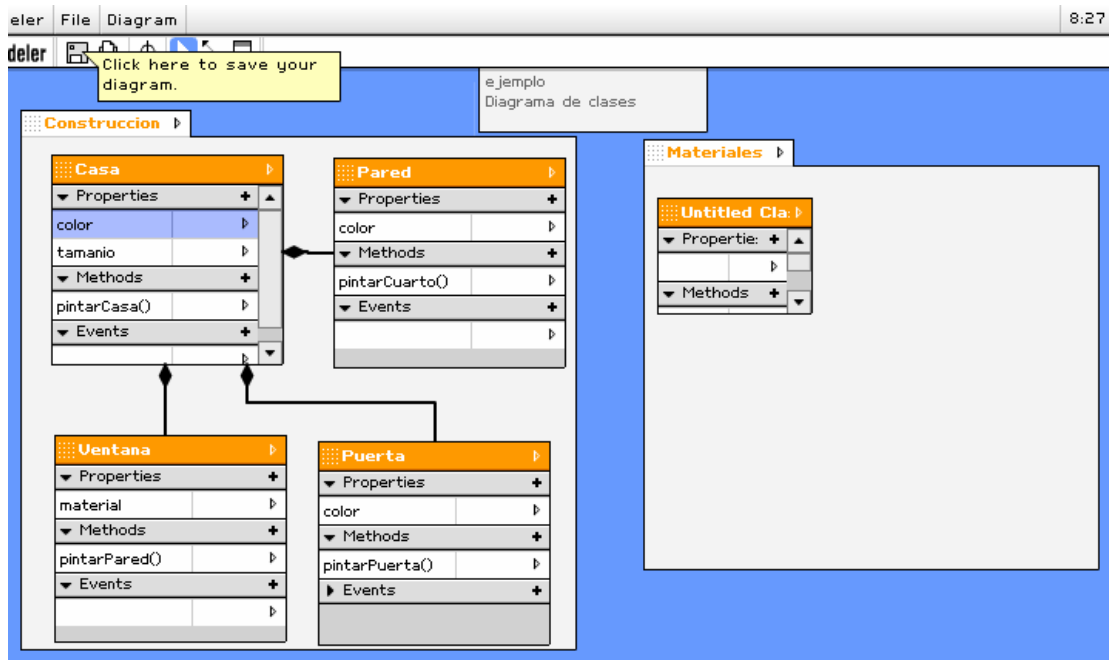 eler File Diagram 8:27
deler
Click here to save your
diagram.
ejemplo
Diagrama de clases
Construccion
Casa
Properties
color
tamanio
Methods
pintarCasa()
Events
Pared
Properties
color
Methods
pintarCuarto()
Events
Ventana
Properties
material
Methods
pintarPared()
Events
Puerta
Properties
color
Methods
pintarPuerta()
Events
Materiales
Untitled Cla:
Propertie:
Methods